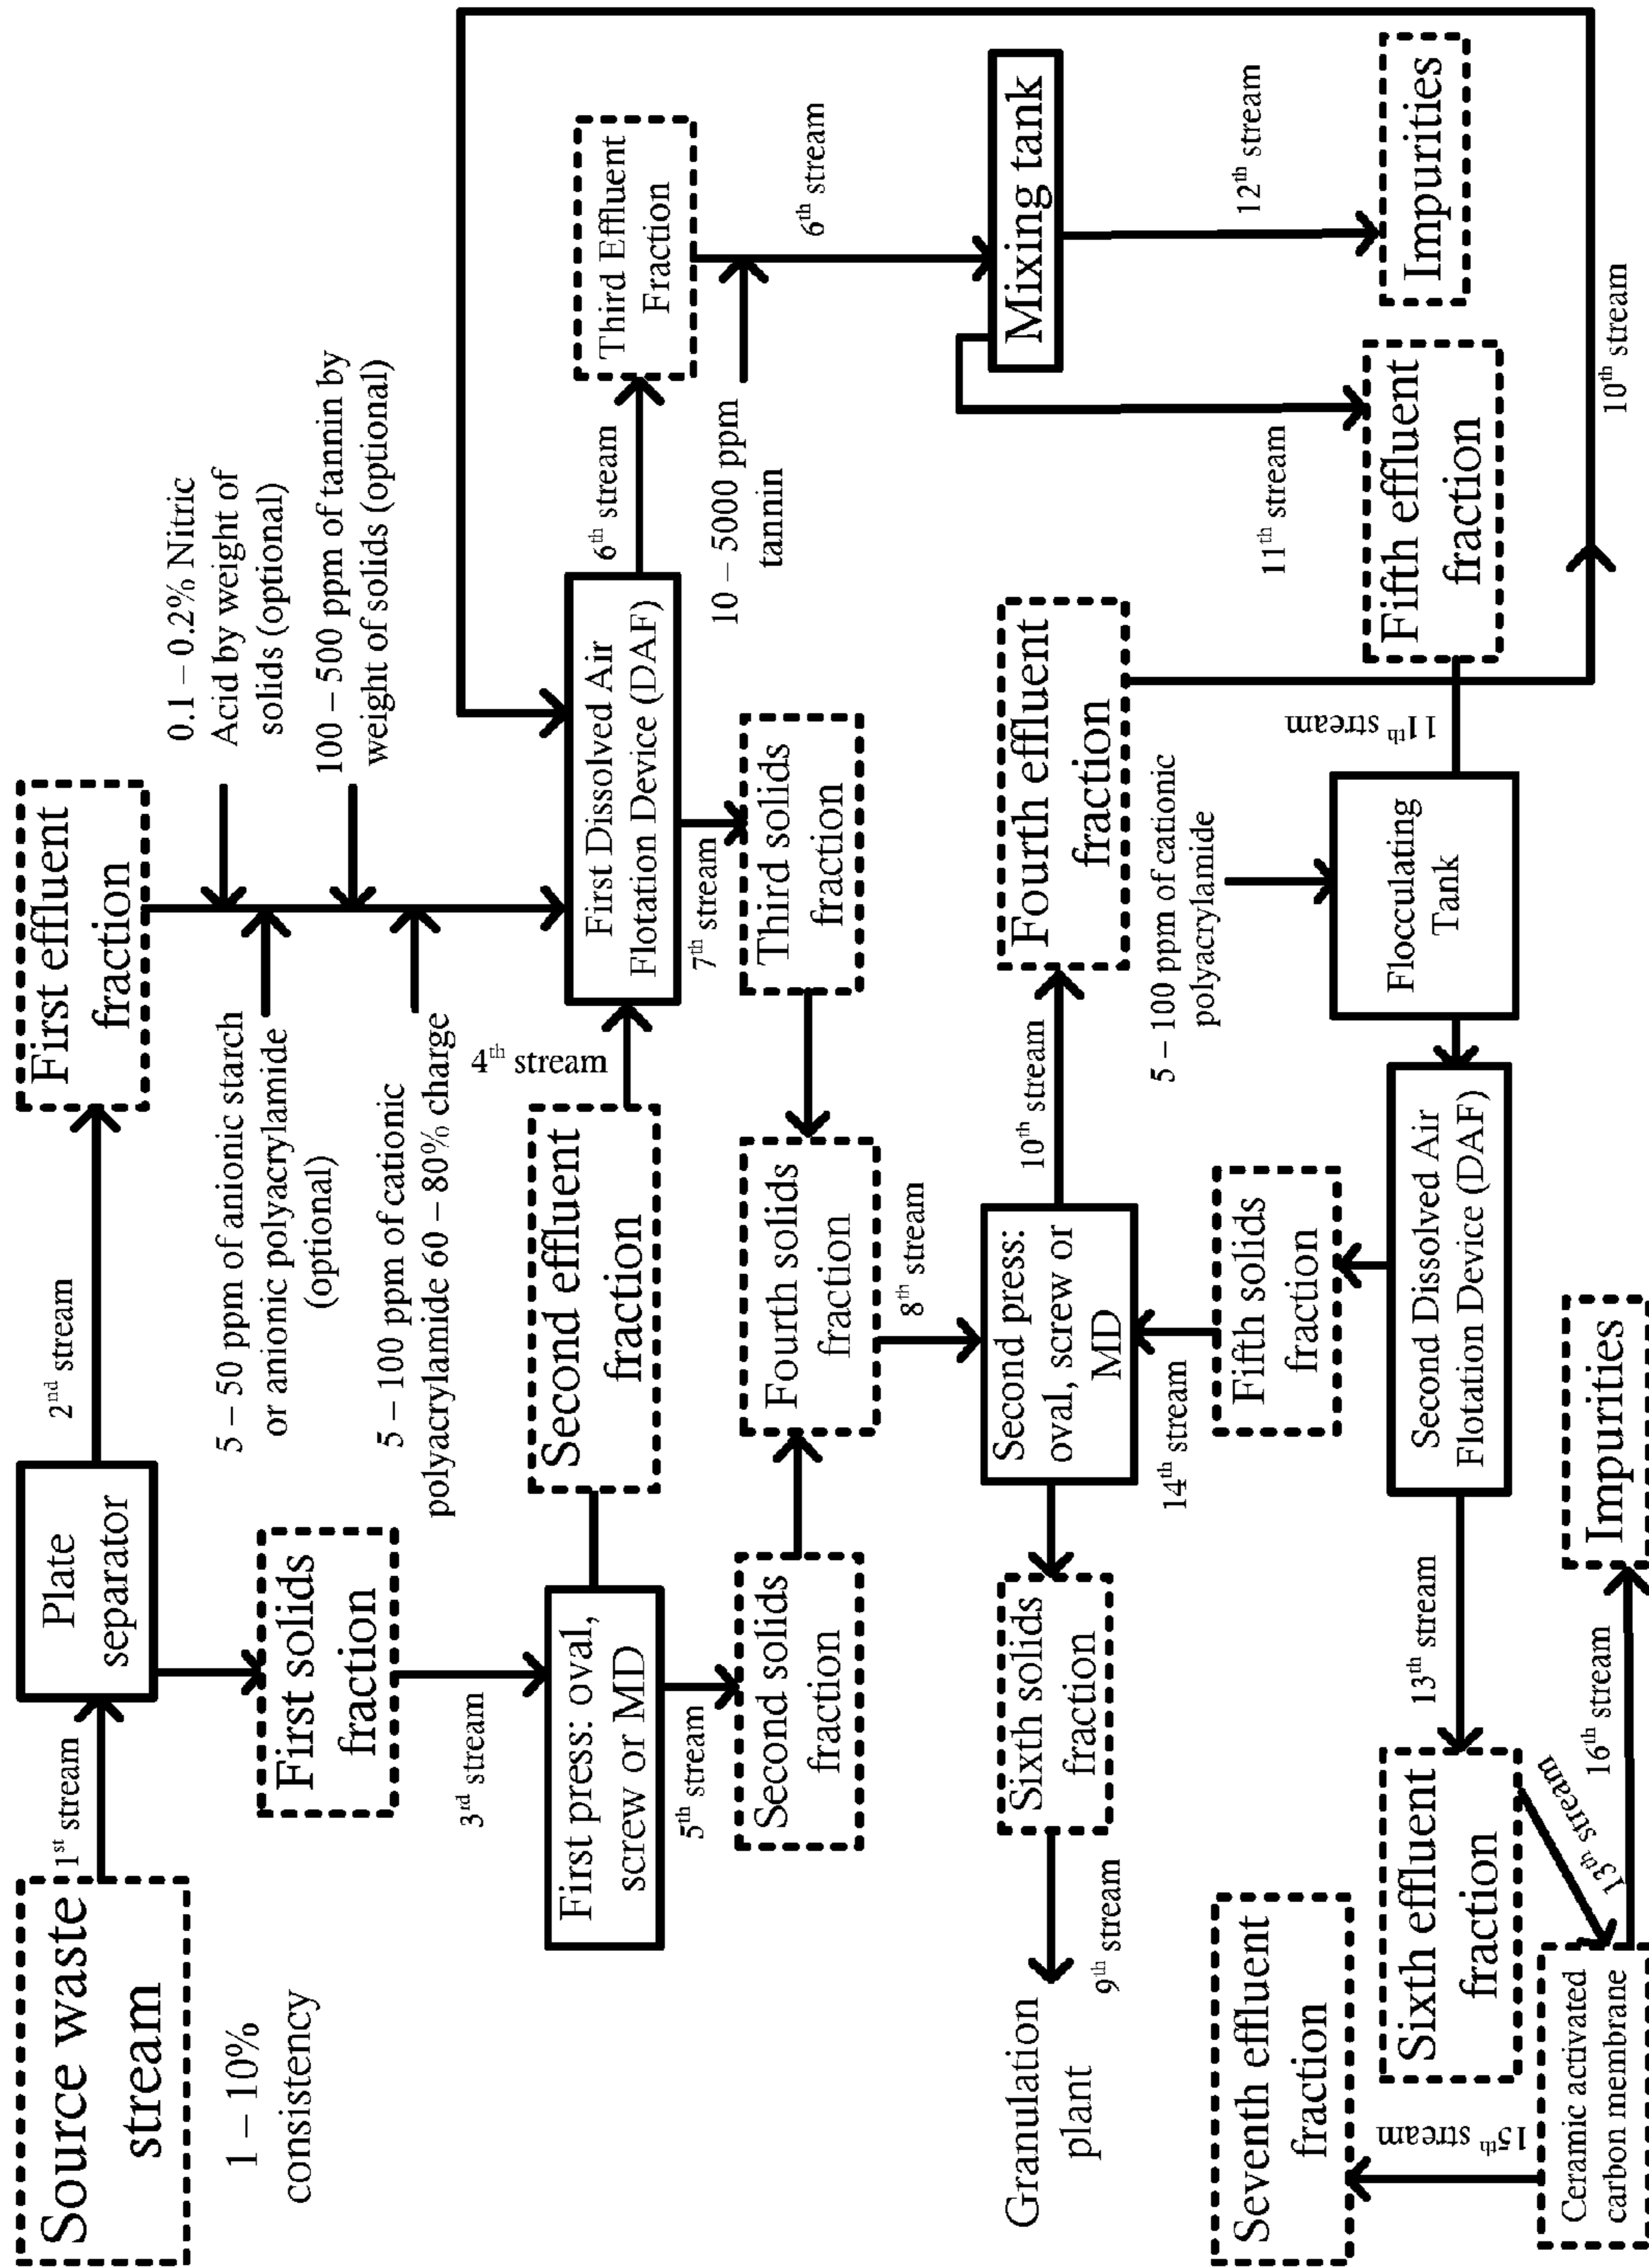 Source waste
stream
1 – 10%
consistency
1st stream
Plate
separator
2nd stream
First effluent
fraction
0.1 – 0.2% Nitric
Acid by weight of
solids (optional)
100 – 500 ppm of tannin by
weight of solids (optional)
5 – 50 ppm of anionic starch
or anionic polyacrylamide
(optional)
5 – 100 ppm of cationic
polyacrylamide 60 – 80% charge
First solids
fraction
3rd stream
First press: oval,
screw or MD
Second effluent
fraction
4th stream
First Dissolved Air
Flotation Device (DAF)
6th stream
Third Effluent
Fraction
10 – 5000 ppm
tannin
6th stream
5th stream
Second solids
fraction
7th stream
Third solids
fraction
Fourth solids
fraction
8th stream
Mixing tank
12th stream
Impurities
11th stream
Fifth effluent
fraction
Granulation
plant
9th stream
Sixth solids
fraction
Second press:
oval, screw or
MD
10th stream
Fourth effluent
fraction
10th stream
5 – 100 ppm of cationic
polyacrylamide
11th stream
Flocculating
Tank
14th stream
Fifth solids
fraction
Second Dissolved Air
Flotation Device (DAF)
13th stream
Sixth effluent
fraction
13th stream
Seventh effluent
fraction
15th stream
Ceramic activated
carbon membrane
16th stream
Impurities